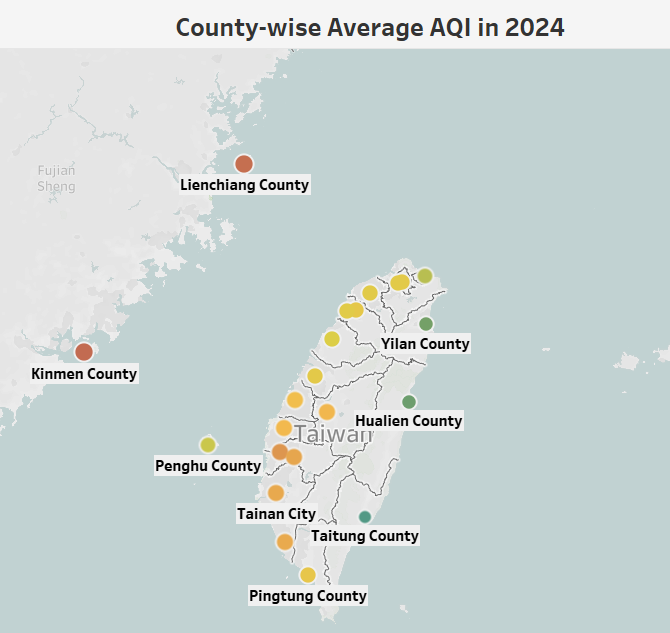 County-wise Average AQI in 2024
Fujian
Sheng
Lienchiang County
Yilan County
Kinmen County
Hualien County
Taiwan
Penghu County
Tainan City
Taitung County
Pingtung County